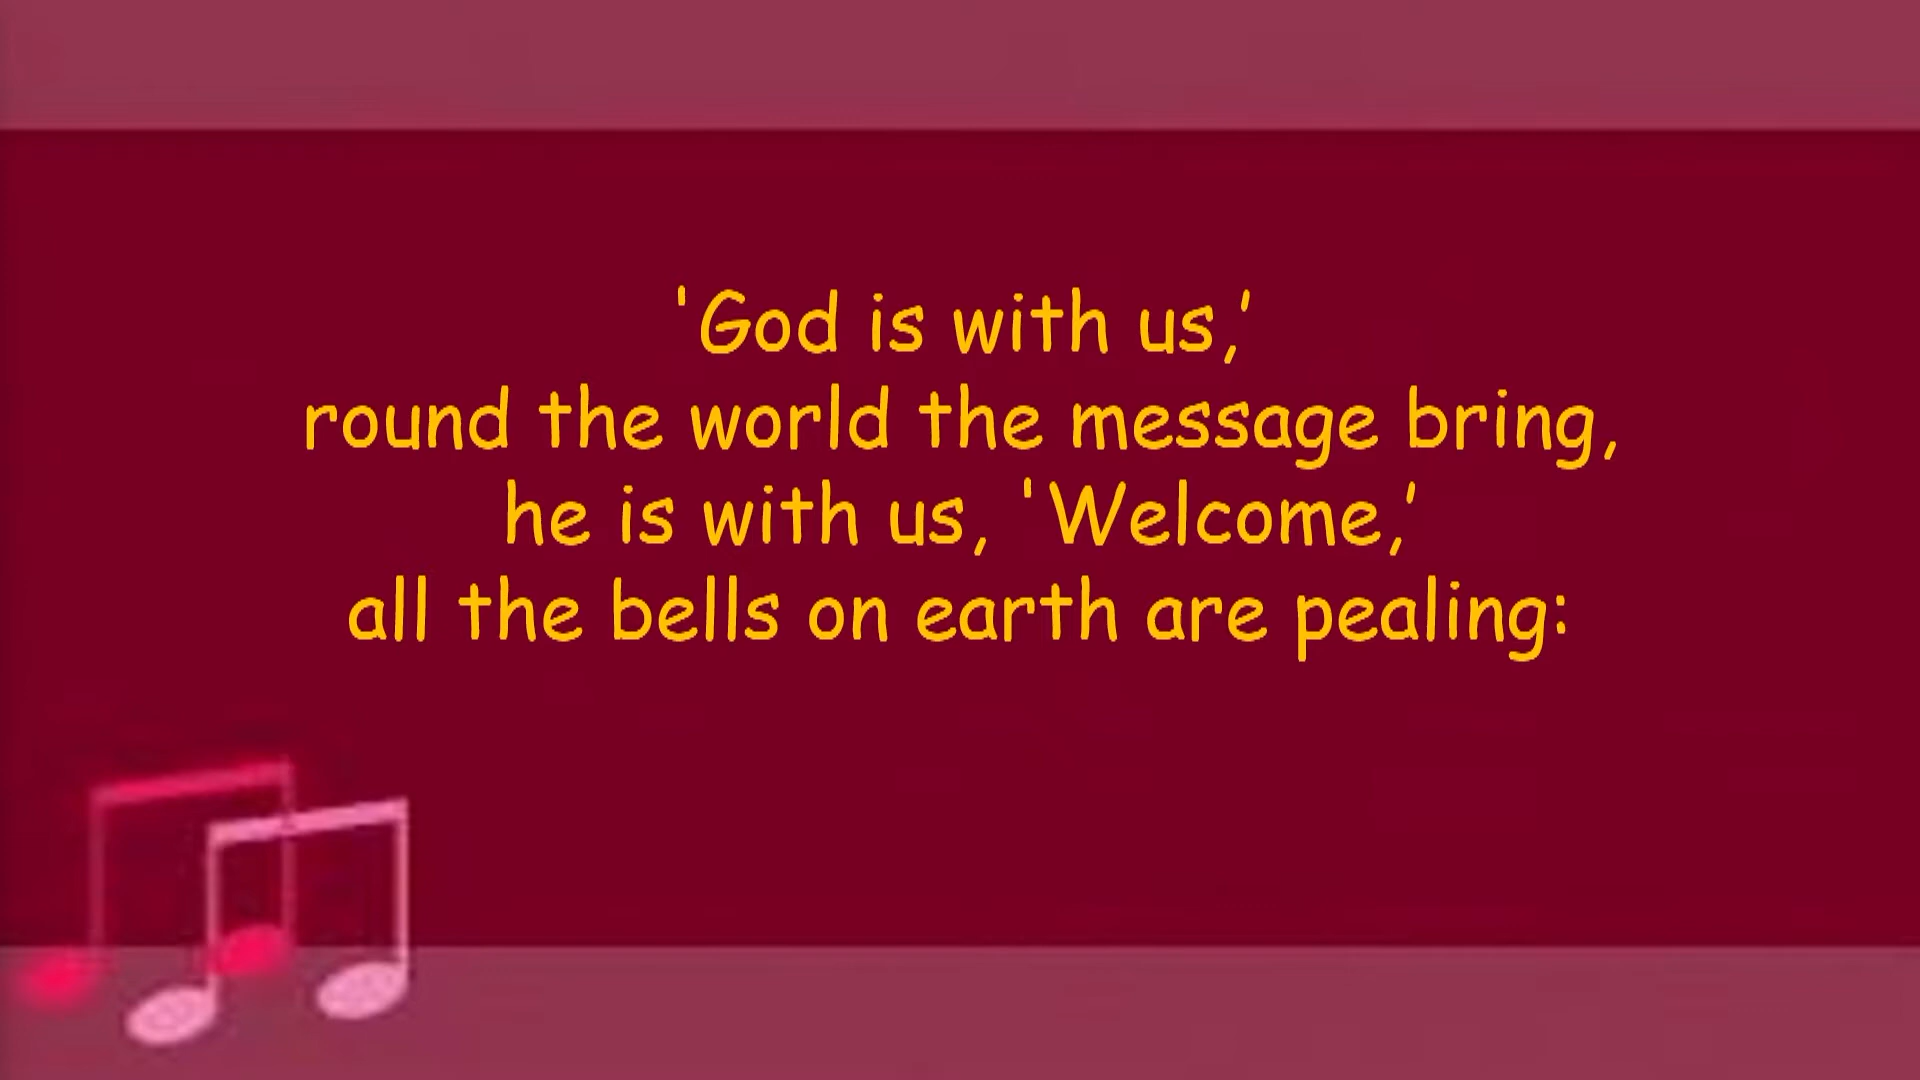 'God is with us,’
round the world the message bring,
he is with us, 'Welcome,’
all the bells on earth are pealing: